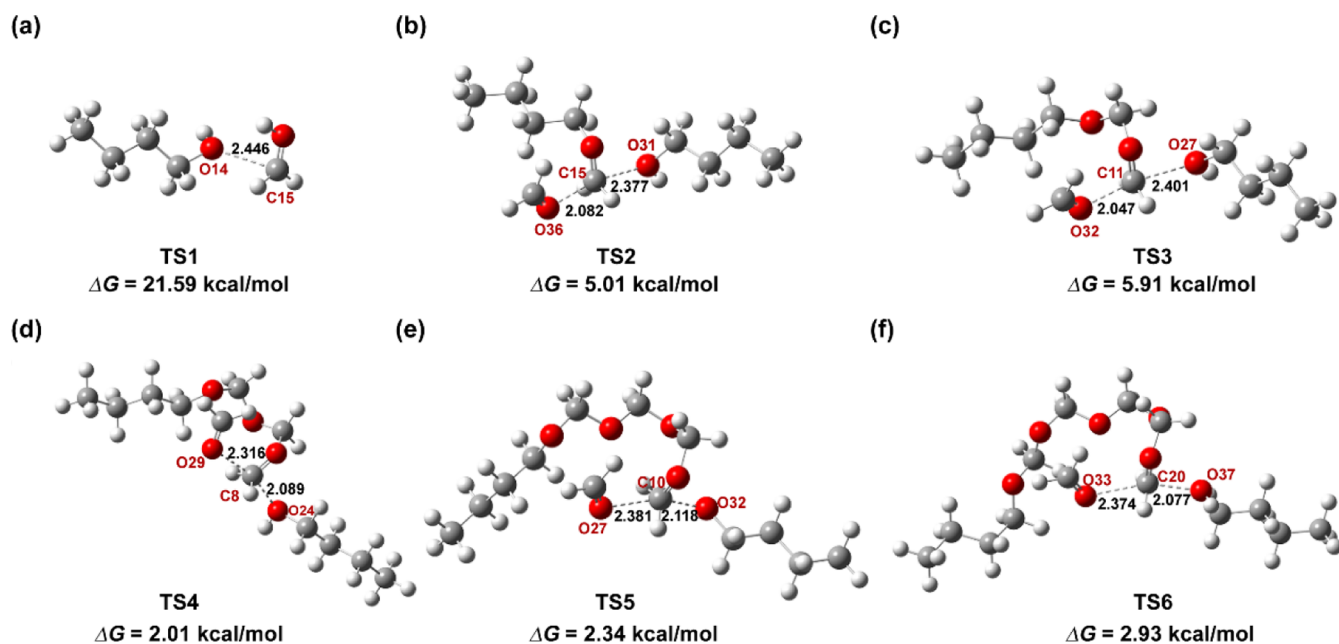 (a)
(b)
(c)
2.446
O14
C15
O31
C15
2.377
2.082
O36
O27
C11
2.401
2.047
O32
TS1
ΔG = 21.59 kcal/mol
TS2
ΔG = 5.01 kcal/mol
TS3
ΔG = 5.91 kcal/mol
(d)
(e)
(f)
O29
2.316
C8
2.089
O24
C10
O32
O27
2.381
2.118
O33
C20
O37
2.374
2.077
TS4
ΔG = 2.01 kcal/mol
TS5
ΔG = 2.34 kcal/mol
TS6
ΔG = 2.93 kcal/mol